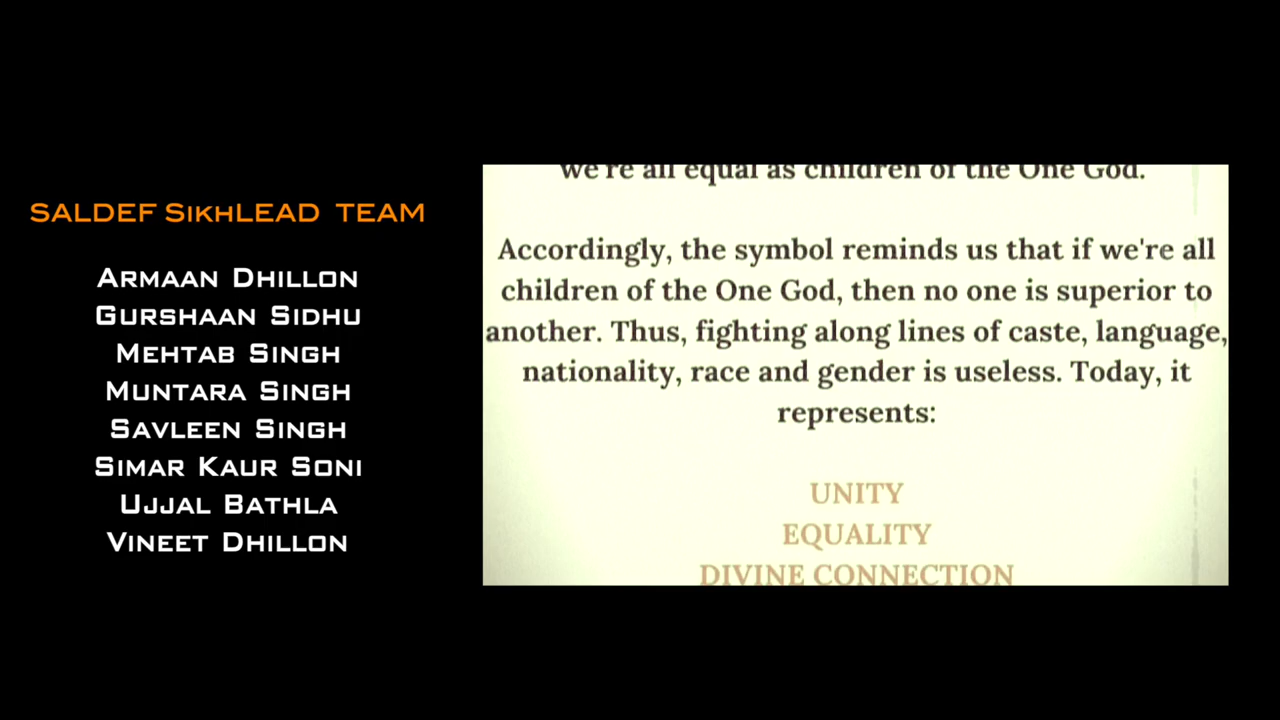 SALDEF SikhLEAD TEAM
Armaan Dhillon
Gurshaan Sidhu
Mehtab Singh
Muntara Singh
Savleen Singh
Simar Kaur Soni
Ujjal Bathla
Vineet Dhillon
we're all equal as children of the One God.
Accordingly, the symbol reminds us that if we're all
children of the One God, then no one is superior to
another. Thus, fighting along lines of caste, language,
nationality, race and gender is useless. Today, it
represents:
UNITY
EQUALITY
DIVINE CONNECTION